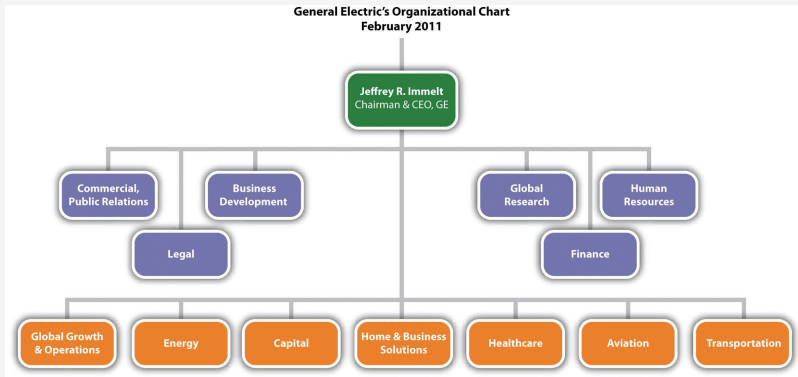 General Electric's Organizational Chart
February 2011
Jeffrey R. Immelt
Chairman & CEO, GE
Commercial,
Public Relations
Business
Development
Global
Research
Human
Resources
Legal
Finance
Global Growth
& Operations
Energy
Capital
Home & Business
Solutions
Healthcare
Aviation
Transportation